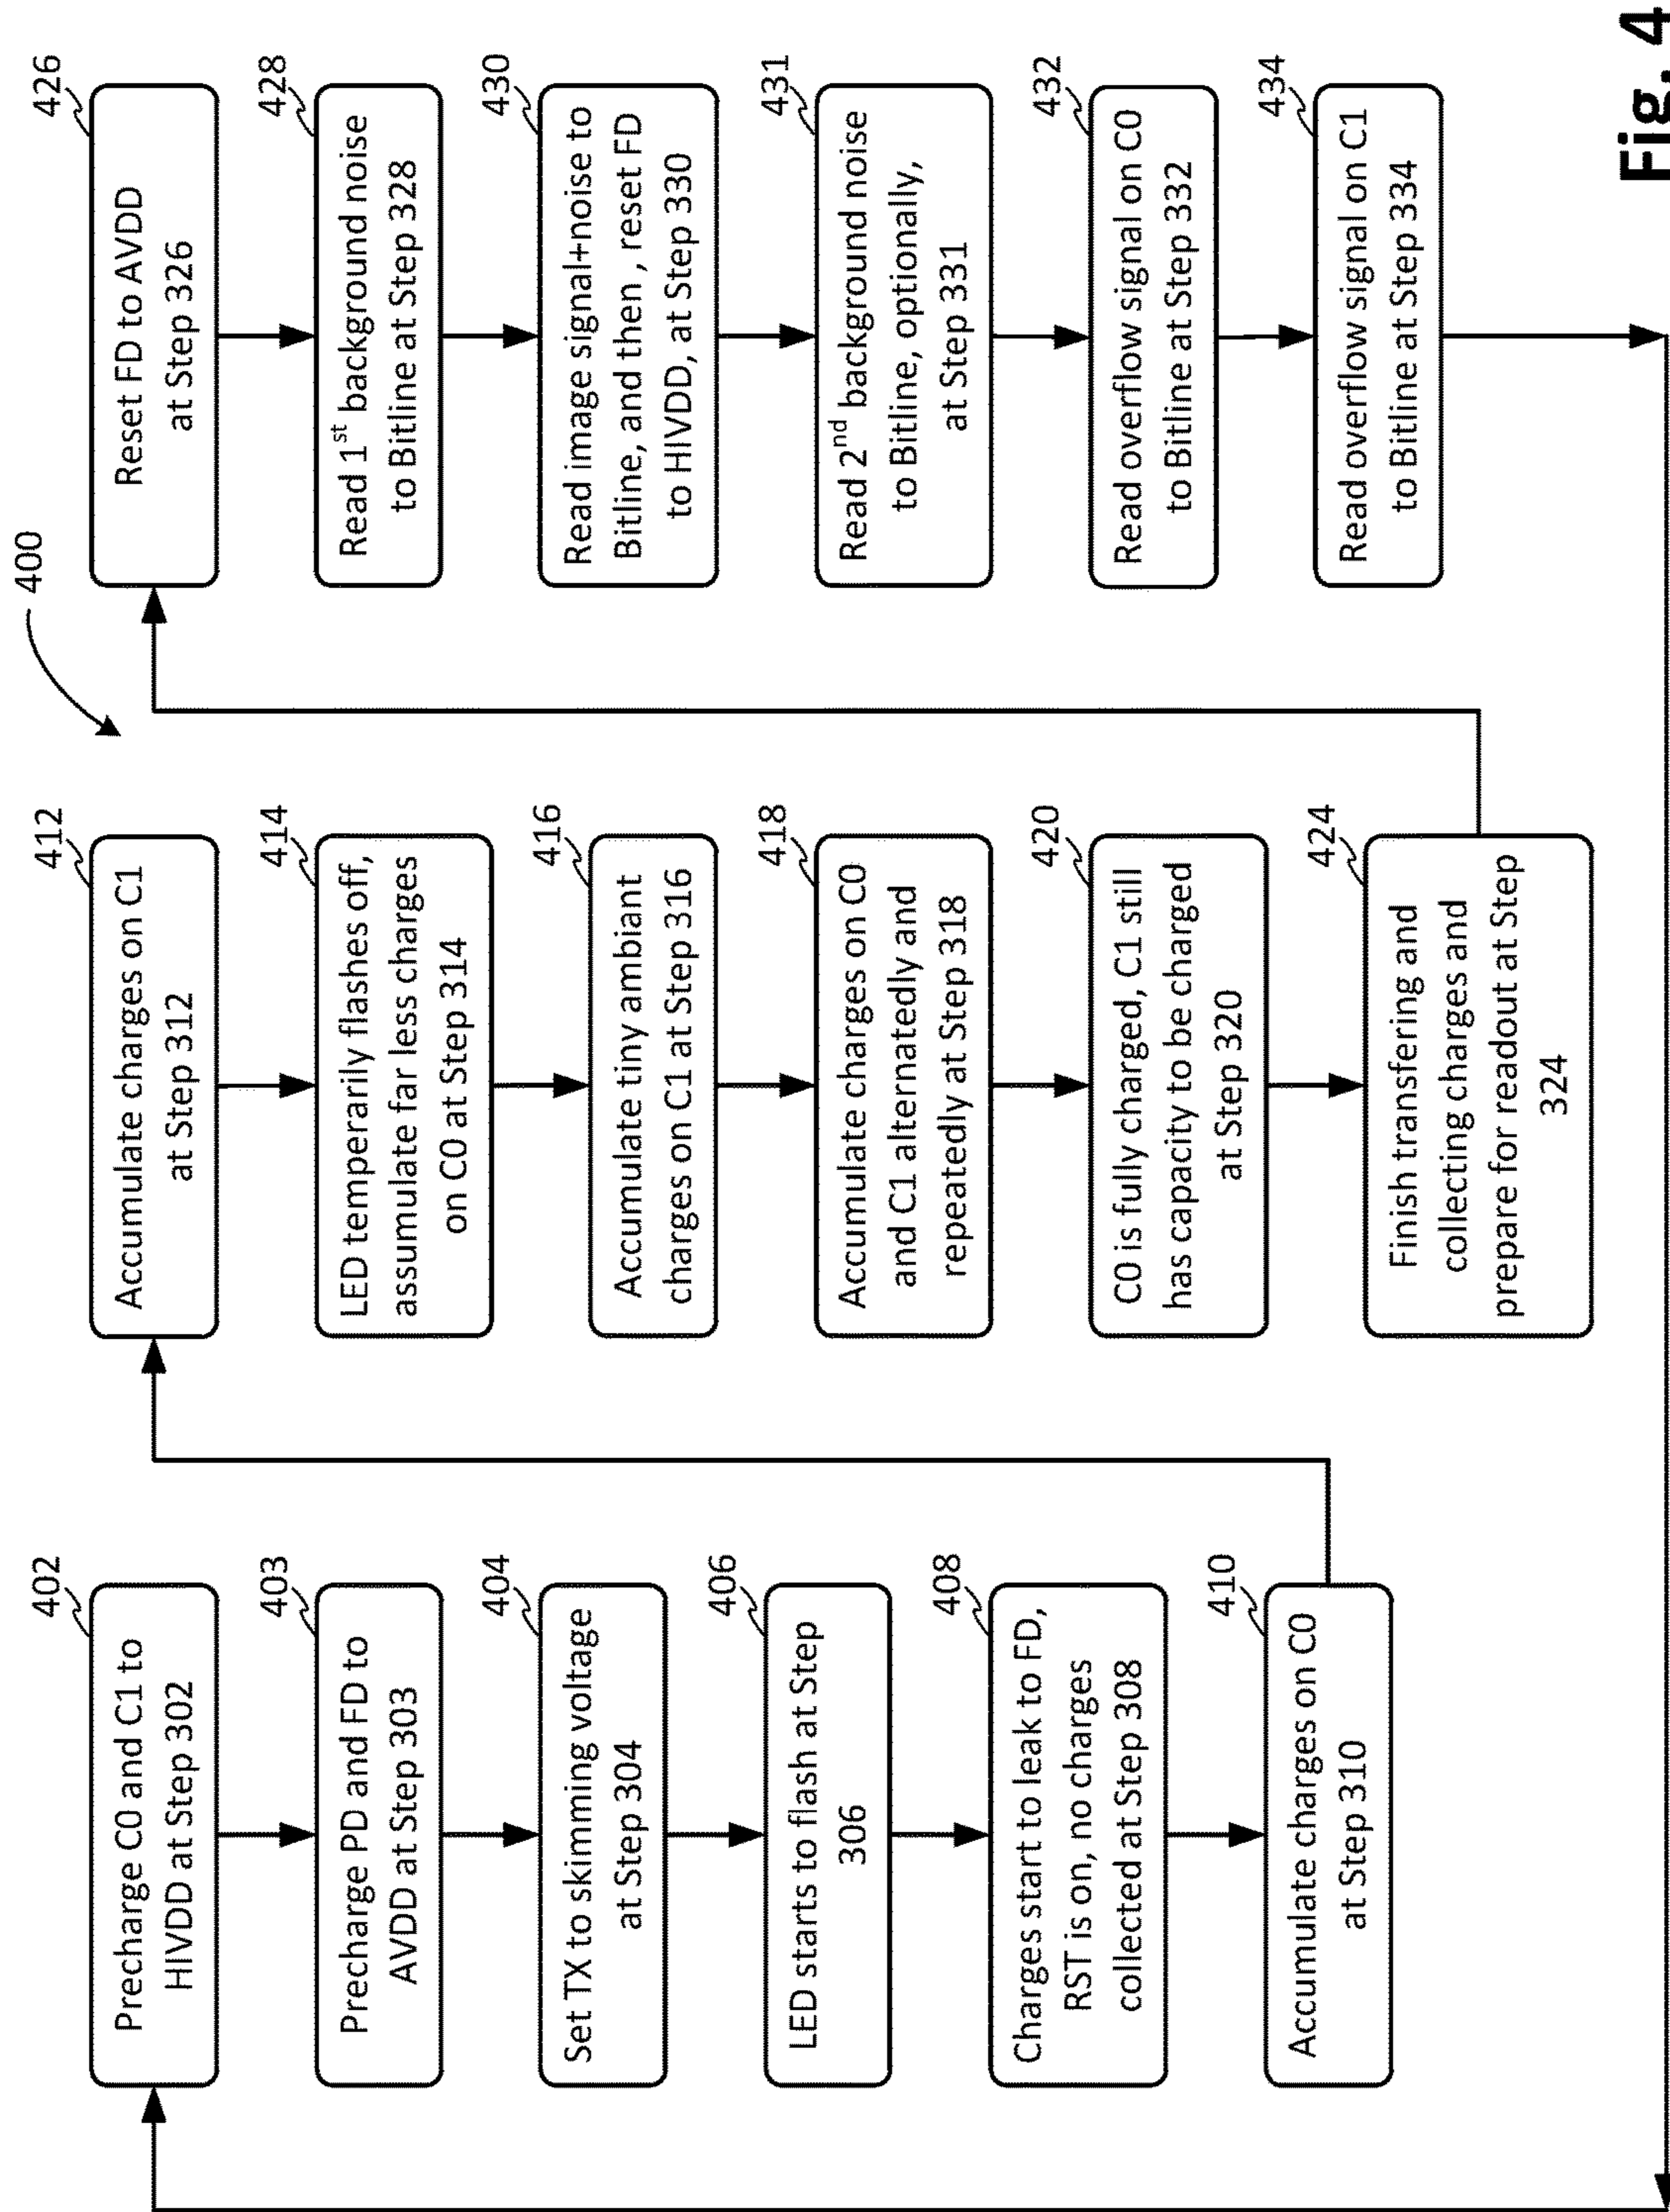 400
402
Precharge C0 and C1 to
HIVDD at Step 302
403
Precharge PD and FD to
AVDD at Step 303
404
Set TX to skimming voltage
at Step 304
406
LED starts to flash at Step
306
408
Charges start to leak to FD,
RST is on, no charges
collected at Step 308
410
Accumulate charges on C0
at Step 310
412
Accumulate charges on C1
at Step 312
414
LED temperarily flashes off,
assumulate far less charges
on C0 at Step 314
416
Accumulate tiny ambiant
charges on C1 at Step 316
418
Accumulate charges on C0
and C1 alternatedly and
repeatedly at Step 318
420
C0 is fully charged, C1 still
has capacity to be charged
at Step 320
424
Finish transfering and
collecting charges and
prepare for readout at Step
324
426
Reset FD to AVDD
at Step 326
428
Read 1st background noise
to Bitline at Step 328
430
Read image signal+noise to
Bitline, and then , reset FD
to HIVDD, at Step 330
431
Read 2nd background noise
to Bitline, optionally,
at Step 331
432
Read overflow signal on C0
to Bitline at Step 332
434
Read overflow signal on C1
to Bitline at Step 334
Fig. 4